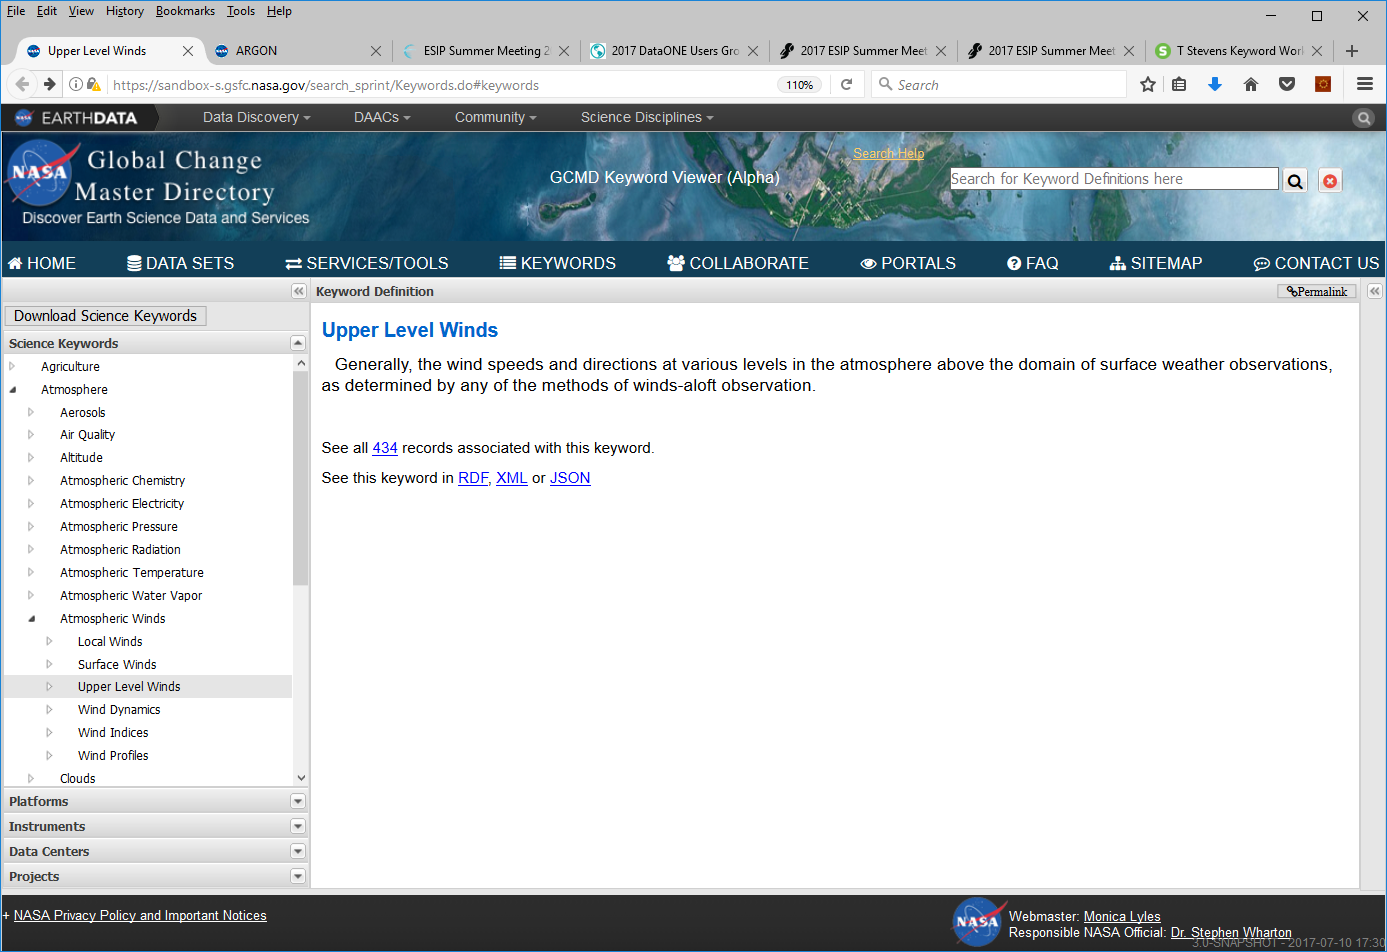 File Edit View History Bookmarks Tools Help
Upper Level Winds
ARGON
ESIP Summer Meeting 2
2017 DataONE Users Gro
2017 ESIP Summer Meet
2017 ESIP Summer Meet
T Stevens Keyword Work
https://sandbox-s.gsfc.nasa.gov/search_sprint/Keywords.do#keywords
110%
Search
EARTHDATA
Data Discovery
DAACs
Community
Science Disciplines
NASA
Global Change
Master Directory
Discover Earth Science Data and Services
GCMD Keyword Viewer (Alpha)
Search Help
Search for Keyword Definitions here
HOME DATA SETS SERVICES/TOOLS KEYWORDS COLLABORATE PORTALS FAQ SITEMAP CONTACT US
Download Science Keywords
Science Keywords
Agriculture
Atmosphere
Aerosols
Air Quality
Altitude
Atmospheric Chemistry
Atmospheric Electricity
Atmospheric Pressure
Atmospheric Radiation
Atmospheric Temperature
Atmospheric Water Vapor
Atmospheric Winds
Local Winds
Surface Winds
Upper Level Winds
Wind Dynamics
Wind Indices
Wind Profiles
Clouds
Platforms
Instruments
Data Centers
Projects
Keyword Definition
Permalink
Upper Level Winds
Generally, the wind speeds and directions at various levels in the atmosphere above the domain of surface weather observations,
as determined by any of the methods of winds-aloft observation.
See all 434 records associated with this keyword.
See this keyword in RDF, XML or JSON
+ NASA Privacy Policy and Important Notices
NASA
Webmaster: Monica Lyles
Responsible NASA Official: Dr. Stephen Wharton
3.0-SNAPSHOT - 2017-07-10 17:30